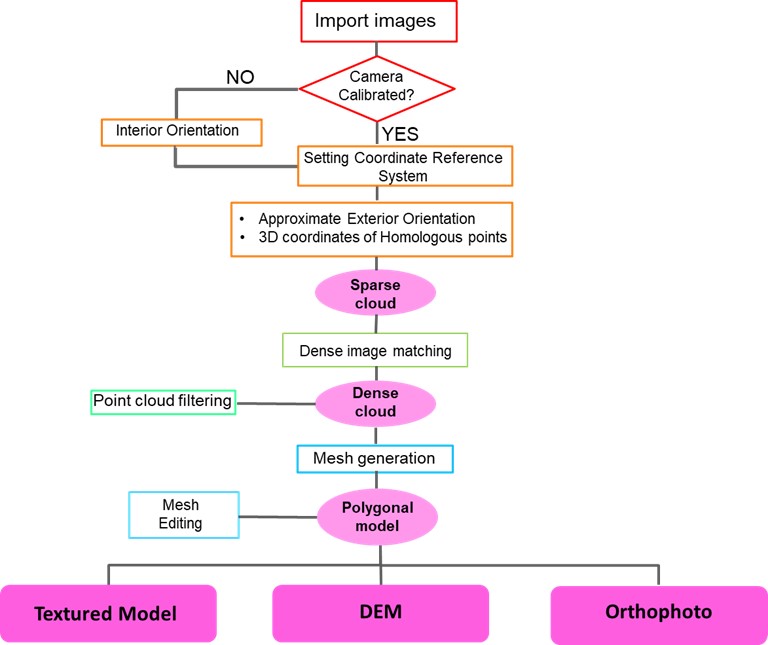 Import images
Camera
Calibrated?
NO
Interior Orientation
YES
Setting Coordinate Reference
System
• Approximate Exterior Orientation
• 3D coordinates of Homologous points
Sparse
cloud
Dense image matching
Point cloud filtering
Dense
cloud
Mesh generation
Mesh
Editing
Polygonal
model
Textured Model
DEM
Orthophoto